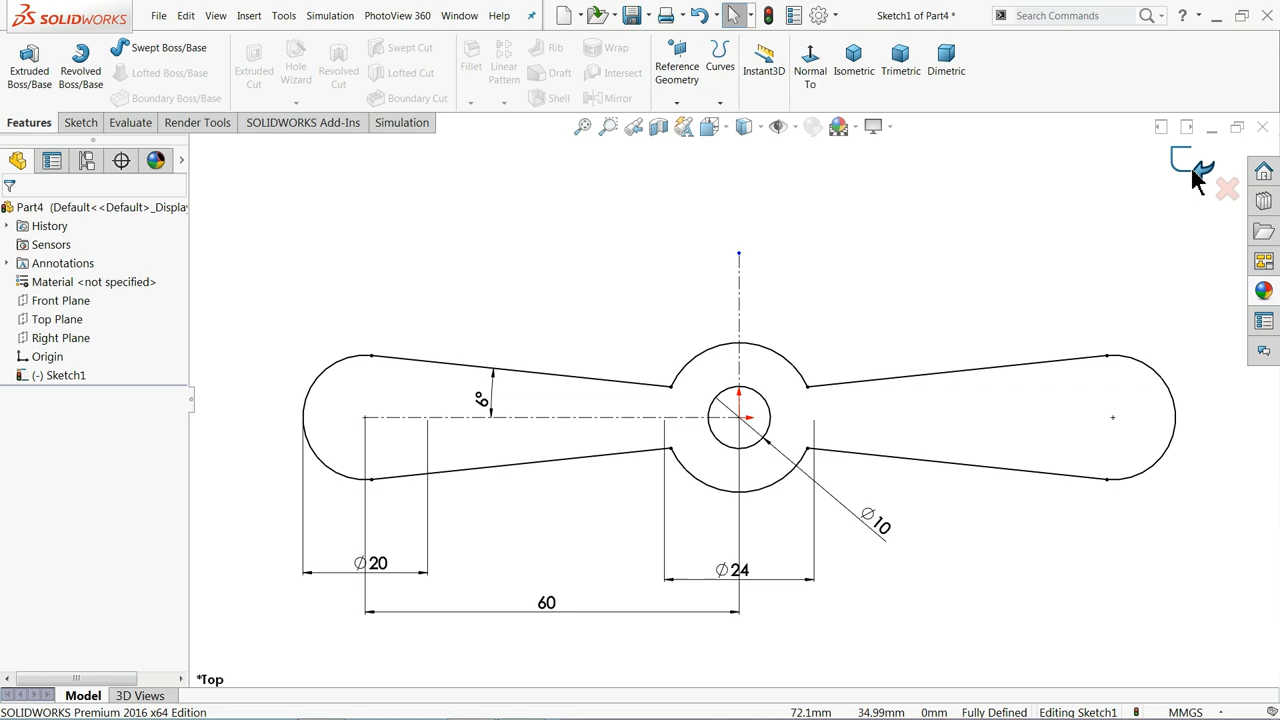 SOLIDWORKS
File Edit View Insert Tools Simulation PhotoView 360 Window Help
Sketch1 of Part4 *
Search Commands
Extruded Boss/Base
Revolved Boss/Base
Swept Boss/Base
Lofted Boss/Base
Boundary Boss/Base
Extruded Cut
Hole Wizard
Revolved Cut
Swept Cut
Lofted Cut
Boundary Cut
Fillet
Linear Pattern
Rib
Draft
Shell
Wrap
Intersect
Mirror
Reference Geometry
Curves
Instant3D
Normal To
Isometric
Trimetric
Dimetric
Features Sketch Evaluate Render Tools SOLIDWORKS Add-Ins Simulation
Part4 (Default<<Default>_Displa
History
Sensors
Annotations
Material <not specified>
Front Plane
Top Plane
Right Plane
Origin
(-) Sketch1
6°
∅10
∅20
∅24
60
*Top
Model 3D Views
SOLIDWORKS Premium 2016 x64 Edition
72.1mm 34.99mm 0mm Fully Defined Editing Sketch1 MMGS